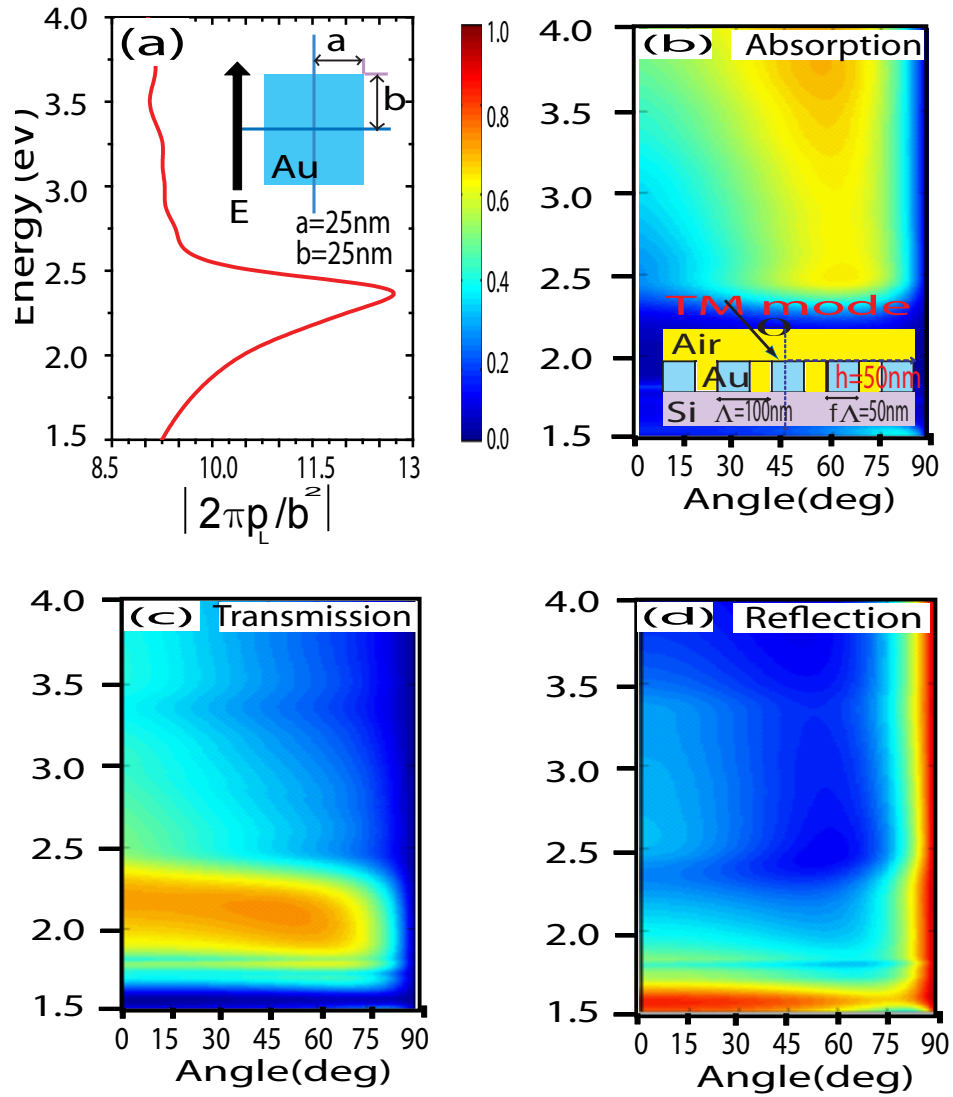 (a)
4.0
3.5
3.0
2.5
2.0
1.5
Energy (ev)
a
b
Au
E
a=25nm
b=25nm
8.5 10.0 11.5 13
|2πp_L/b²|
1.0
0.8
0.6
0.4
0.2
0.0
(b) Absorption
4.0
3.5
3.0
2.5
2.0
1.5
TM mode
O
Air
Au h=50nm
Si Λ=100nm fΛ=50nm
0 15 30 45 60 75 90
Angle(deg)
(c) Transmission
4.0
3.5
3.0
2.5
2.0
1.5
0 15 30 45 60 75 90
Angle(deg)
(d) Reflection
4.0
3.5
3.0
2.5
2.0
1.5
0 15 30 45 60 75 90
Angle(deg)